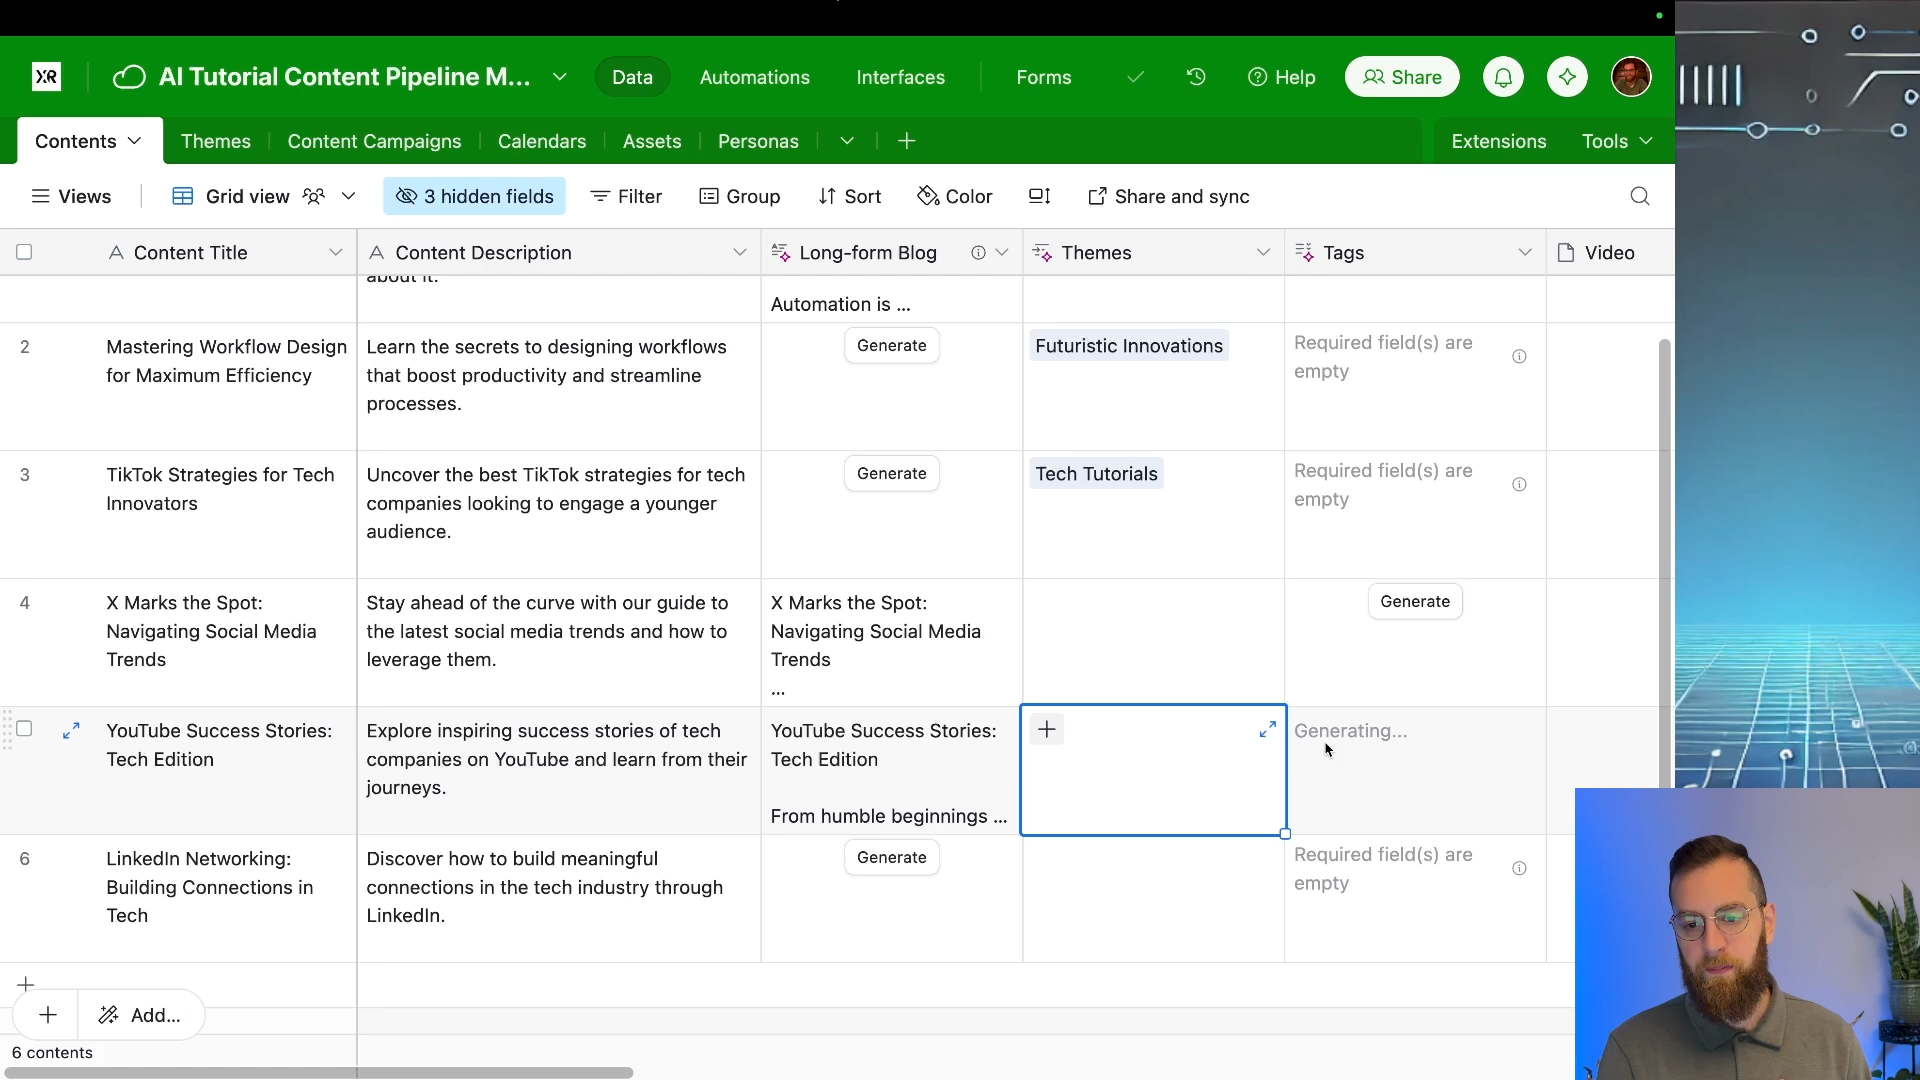 XR
AI Tutorial Content Pipeline M...
Data
Automations
Interfaces
Forms
Help
Share
Contents
Themes
Content Campaigns
Calendars
Assets
Personas
Extensions
Tools
Views
Grid view
3 hidden fields
Filter
Group
Sort
Color
Share and sync
Content Title
Content Description
Long-form Blog
Themes
Tags
Video
about it.
Automation is ...
2
Mastering Workflow Design
for Maximum Efficiency
Learn the secrets to designing workflows
that boost productivity and streamline
processes.
Generate
Futuristic Innovations
Required field(s) are
empty
3
TikTok Strategies for Tech
Innovators
Uncover the best TikTok strategies for tech
companies looking to engage a younger
audience.
Generate
Tech Tutorials
Required field(s) are
empty
4
X Marks the Spot:
Navigating Social Media
Trends
Stay ahead of the curve with our guide to
the latest social media trends and how to
leverage them.
X Marks the Spot:
Navigating Social Media
Trends
...
Generate
YouTube Success Stories:
Tech Edition
Explore inspiring success stories of tech
companies on YouTube and learn from their
journeys.
YouTube Success Stories:
Tech Edition
From humble beginnings ...
Generating...
6
LinkedIn Networking:
Building Connections in
Tech
Discover how to build meaningful
connections in the tech industry through
LinkedIn.
Generate
Required field(s) are
empty
Add...
6 contents